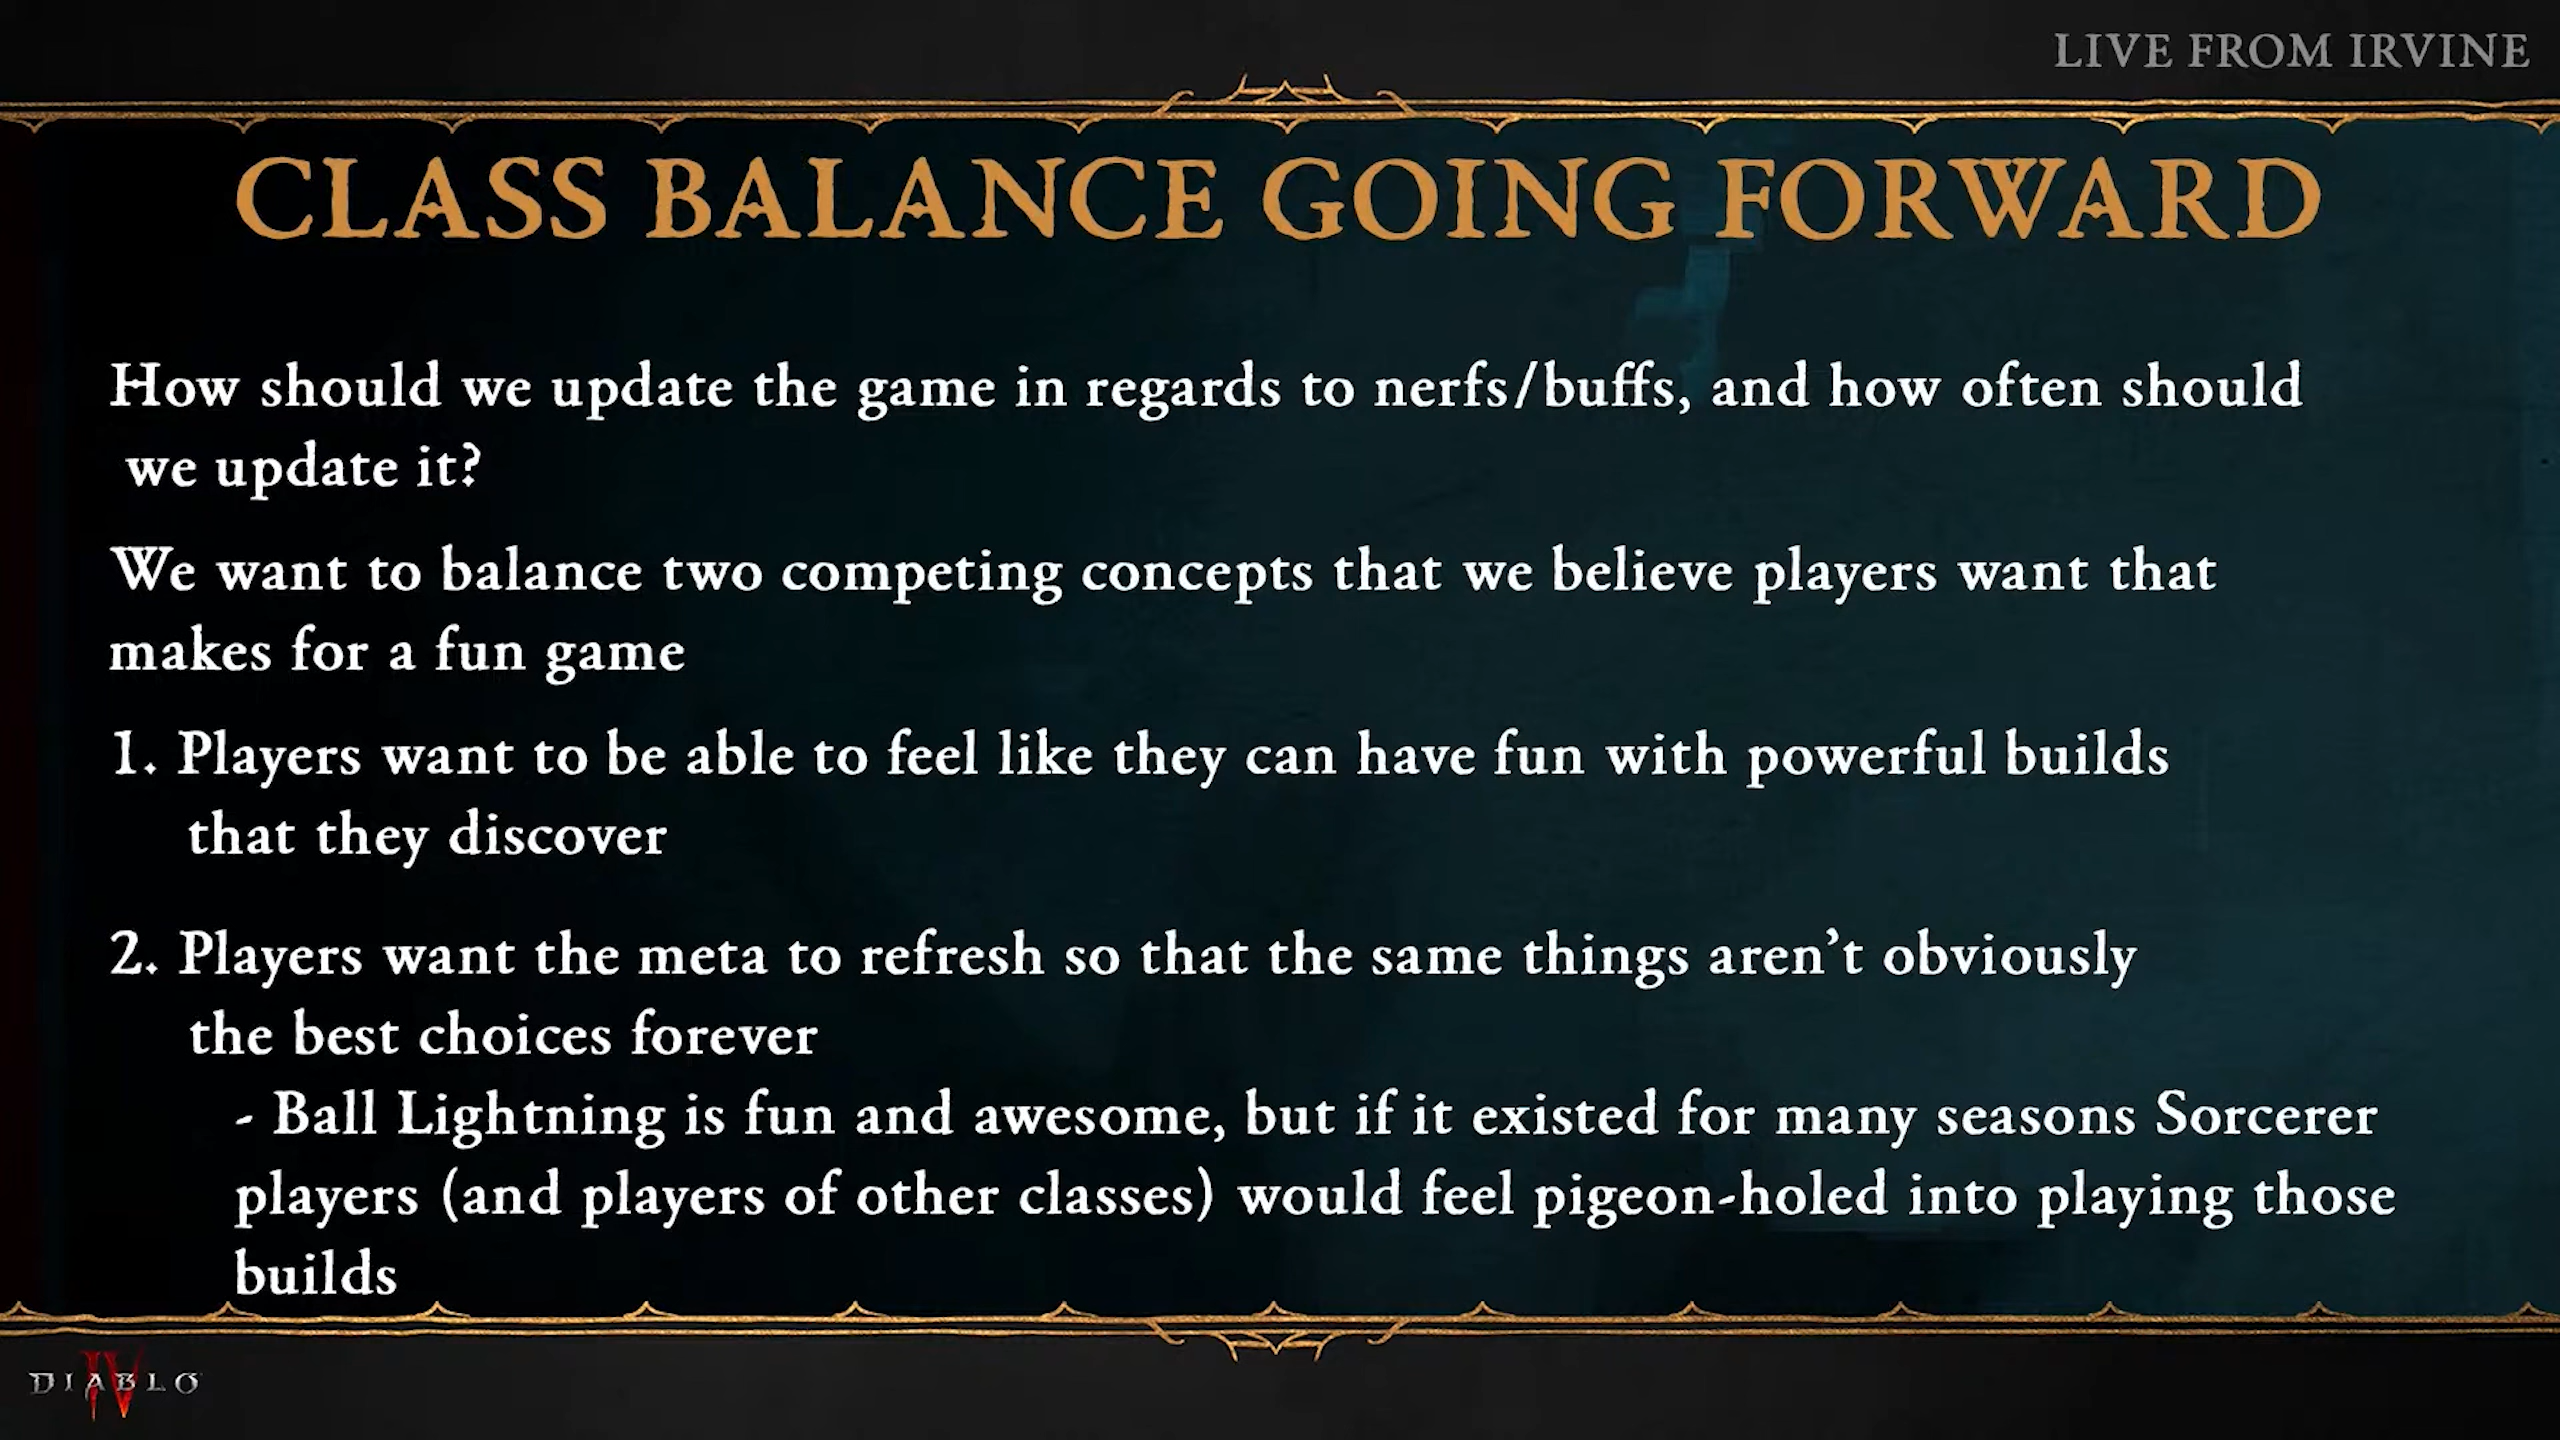 LIVE FROM IRVINE
CLASS BALANCE GOING FORWARD
How should we update the game in regards to nerfs/buffs, and how often should
we update it?
We want to balance two competing concepts that we believe players want that
makes for a fun game
1. Players want to be able to feel like they can have fun with powerful builds
that they discover
2. Players want the meta to refresh so that the same things aren’t obviously
the best choices forever
- Ball Lightning is fun and awesome, but if it existed for many seasons Sorcerer
players (and players of other classes) would feel pigeon-holed into playing those
builds
DIABLO
IV